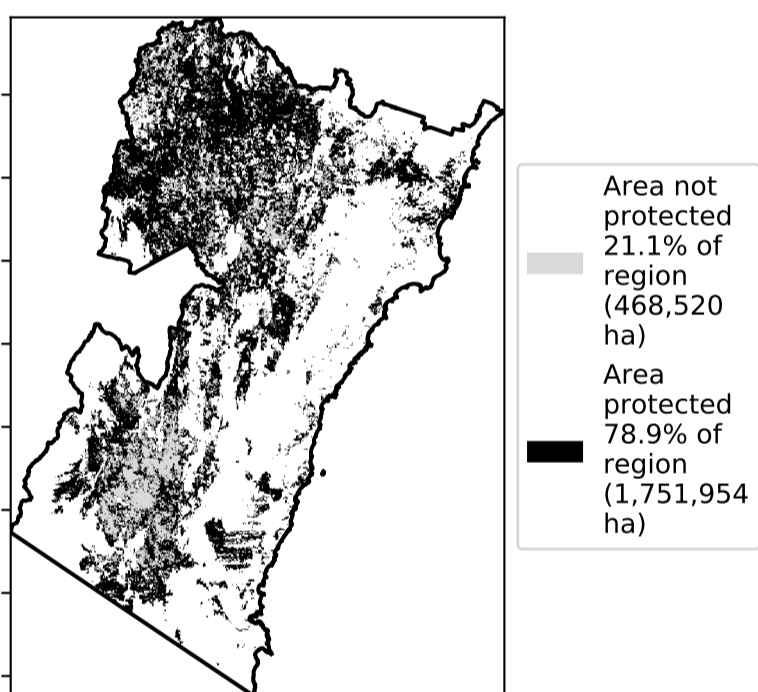 Area not
protected
21.1% of
region
(468,520
ha)
Area
protected
78.9% of
region
(1,751,954
ha)